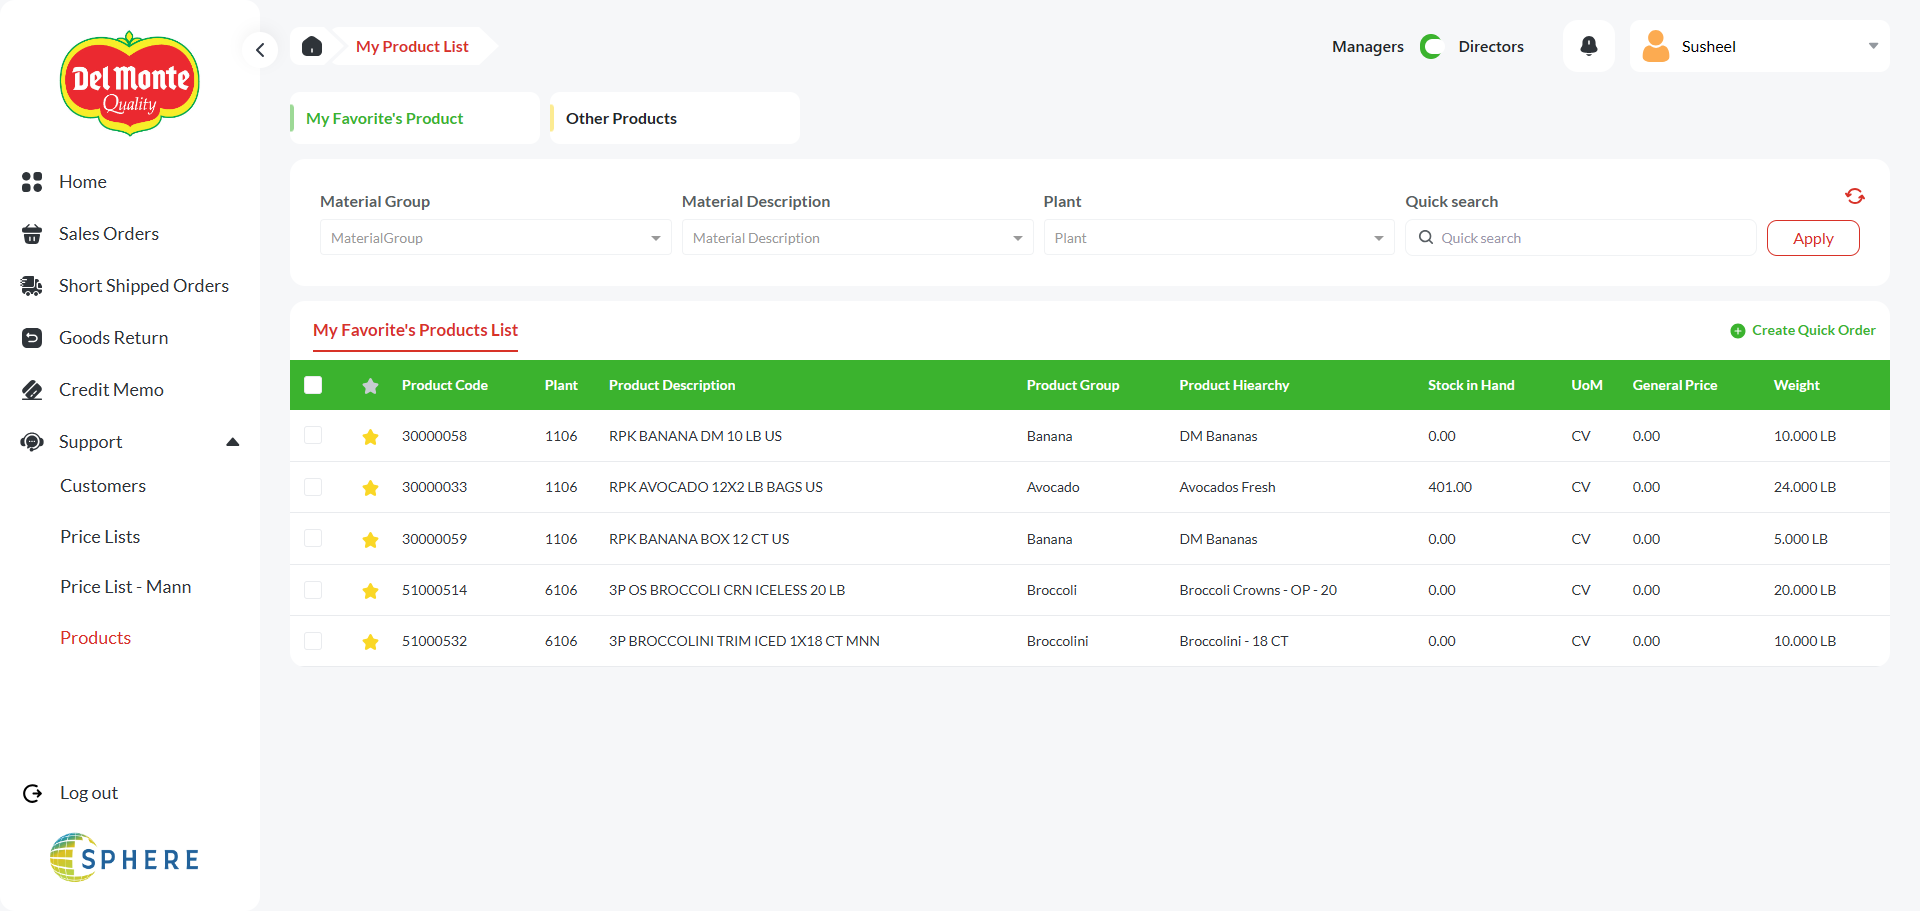 Del Monte
Quality
My Product List
Managers
Directors
Susheel
My Favorite's Product
Other Products
Home
Sales Orders
Short Shipped Orders
Goods Return
Credit Memo
Support
Customers
Price Lists
Price List - Mann
Products
Log out
SPHERE
Material Group
Material Description
Plant
Quick search
MaterialGroup
Material Description
Plant
Quick search
Apply
My Favorite's Products List
Create Quick Order
Product Code Plant Product Description Product Group Product Hiearchy Stock in Hand UoM General Price Weight
30000058 1106 RPK BANANA DM 10 LB US Banana DM Bananas 0.00 CV 0.00 10.000 LB
30000033 1106 RPK AVOCADO 12X2 LB BAGS US Avocado Avocados Fresh 401.00 CV 0.00 24.000 LB
30000059 1106 RPK BANANA BOX 12 CT US Banana DM Bananas 0.00 CV 0.00 5.000 LB
51000514 6106 3P OS BROCCOLI CRN ICELESS 20 LB Broccoli Broccoli Crowns - OP - 20 0.00 CV 0.00 20.000 LB
51000532 6106 3P BROCCOLINI TRIM ICED 1X18 CT MNN Broccolini Broccolini - 18 CT 0.00 CV 0.00 10.000 LB